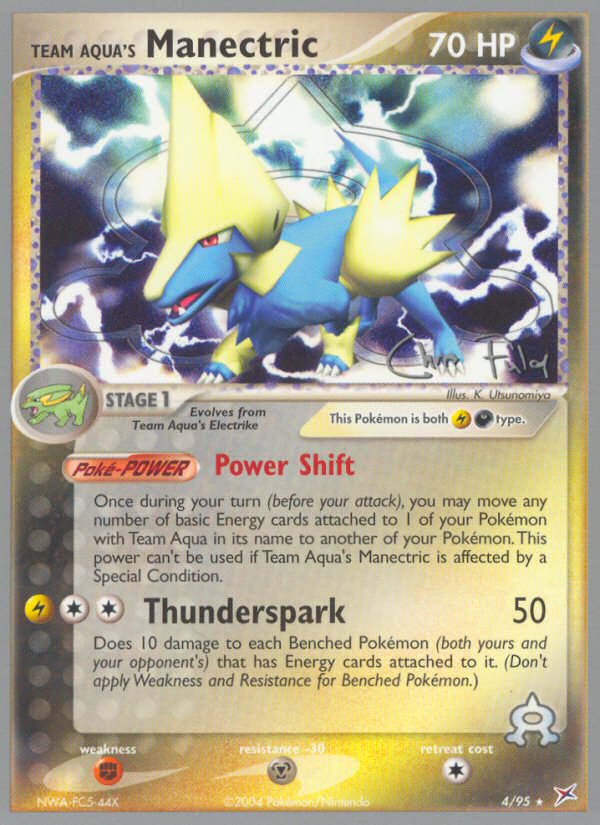 TEAM AQUA'S Manectric 70 HP
Illus. K. Utsunomiya
STAGE 1
Evolves from
Team Aqua's Electrike
This Pokémon is both type.
Poké-POWER Power Shift
Once during your turn (before your attack), you may move any
number of basic Energy cards attached to 1 of your Pokémon
with Team Aqua in its name to another of your Pokémon. This
power can't be used if Team Aqua's Manectric is affected by a
Special Condition.
Thunderspark 50
Does 10 damage to each Benched Pokémon (both yours and
your opponent's) that has Energy cards attached to it. (Don't
apply Weakness and Resistance for Benched Pokémon.)
weakness resistance -30 retreat cost
NWA-FC5-44X ©2004 Pokémon/Nintendo 4/95 ★